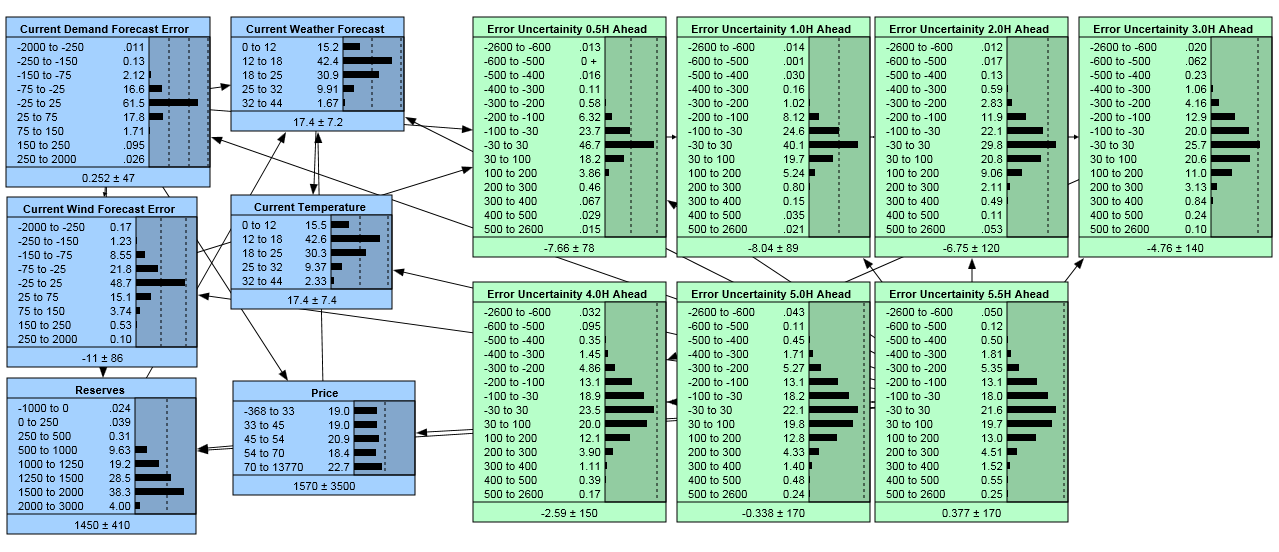 Current Demand Forecast Error
-2000 to -250 .011
-250 to -150 0.13
-150 to -75 2.12
-75 to -25 16.6
-25 to 25 61.5
25 to 75 17.8
75 to 150 1.71
150 to 250 .095
250 to 2000 .026
0.252 ± 47
Current Weather Forecast
0 to 12 15.2
12 to 18 42.4
18 to 25 30.9
25 to 32 9.91
32 to 44 1.67
17.4 ± 7.2
Error Uncertainity 0.5H Ahead
-2600 to -600 .013
-600 to -500 0 +
-500 to -400 .016
-400 to -300 0.11
-300 to -200 0.58
-200 to -100 6.32
-100 to -30 23.7
-30 to 30 46.7
30 to 100 18.2
100 to 200 3.86
200 to 300 0.46
300 to 400 .067
400 to 500 .029
500 to 2600 .015
-7.66 ± 78
Error Uncertainity 1.0H Ahead
-2600 to -600 .014
-600 to -500 .001
-500 to -400 .030
-400 to -300 0.16
-300 to -200 1.02
-200 to -100 8.12
-100 to -30 24.6
-30 to 30 40.1
30 to 100 19.7
100 to 200 5.24
200 to 300 0.80
300 to 400 0.15
400 to 500 .035
500 to 2600 .021
-8.04 ± 89
Error Uncertainity 2.0H Ahead
-2600 to -600 .012
-600 to -500 .017
-500 to -400 0.13
-400 to -300 0.59
-300 to -200 2.83
-200 to -100 11.9
-100 to -30 22.1
-30 to 30 29.8
30 to 100 20.8
100 to 200 9.06
200 to 300 2.11
300 to 400 0.49
400 to 500 0.11
500 to 2600 .053
-6.75 ± 120
Error Uncertainity 3.0H Ahead
-2600 to -600 .020
-600 to -500 .062
-500 to -400 0.23
-400 to -300 1.06
-300 to -200 4.16
-200 to -100 12.9
-100 to -30 20.0
-30 to 30 25.7
30 to 100 20.6
100 to 200 11.0
200 to 300 3.13
300 to 400 0.84
400 to 500 0.24
500 to 2600 0.10
-4.76 ± 140
Current Wind Forecast Error
-2000 to -250 0.17
-250 to -150 1.23
-150 to -75 8.55
-75 to -25 21.8
-25 to 25 48.7
25 to 75 15.1
75 to 150 3.74
150 to 250 0.53
250 to 2000 0.10
-11 ± 86
Current Temperature
0 to 12 15.5
12 to 18 42.6
18 to 25 30.3
25 to 32 9.37
32 to 44 2.33
17.4 ± 7.4
Reserves
-1000 to 0 .024
0 to 250 .039
250 to 500 0.31
500 to 1000 9.63
1000 to 1250 19.2
1250 to 1500 28.5
1500 to 2000 38.3
2000 to 3000 4.00
1450 ± 410
Price
-368 to 33 19.0
33 to 45 19.0
45 to 54 20.9
54 to 70 18.4
70 to 13770 22.7
1570 ± 3500
Error Uncertainity 4.0H Ahead
-2600 to -600 .032
-600 to -500 .095
-500 to -400 0.35
-400 to -300 1.45
-300 to -200 4.86
-200 to -100 13.1
-100 to -30 18.9
-30 to 30 23.5
30 to 100 20.0
100 to 200 12.1
200 to 300 3.90
300 to 400 1.11
400 to 500 0.39
500 to 2600 0.17
-2.59 ± 150
Error Uncertainity 5.0H Ahead
-2600 to -600 .043
-600 to -500 0.11
-500 to -400 0.45
-400 to -300 1.71
-300 to -200 5.27
-200 to -100 13.1
-100 to -30 18.2
-30 to 30 22.1
30 to 100 19.8
100 to 200 12.8
200 to 300 4.33
300 to 400 1.40
400 to 500 0.48
500 to 2600 0.24
-0.338 ± 170
Error Uncertainity 5.5H Ahead
-2600 to -600 .050
-600 to -500 0.12
-500 to -400 0.50
-400 to -300 1.81
-300 to -200 5.35
-200 to -100 13.1
-100 to -30 18.0
-30 to 30 21.6
30 to 100 19.7
100 to 200 13.0
200 to 300 4.51
300 to 400 1.52
400 to 500 0.55
500 to 2600 0.25
0.377 ± 170